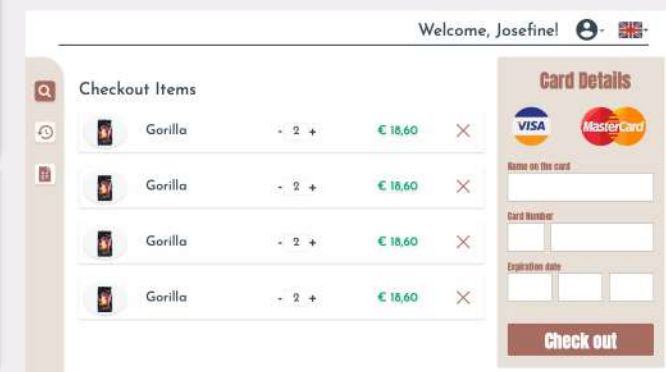 Welcome, Josefine!
Checkout Items
Gorilla - 2 + € 18,60
Gorilla - 2 + € 18,60
Gorilla - 2 + € 18,60
Gorilla - 2 + € 18,60
Card Details
VISA MasterCard
Name on the card
Card Number
Expiration date
Check out